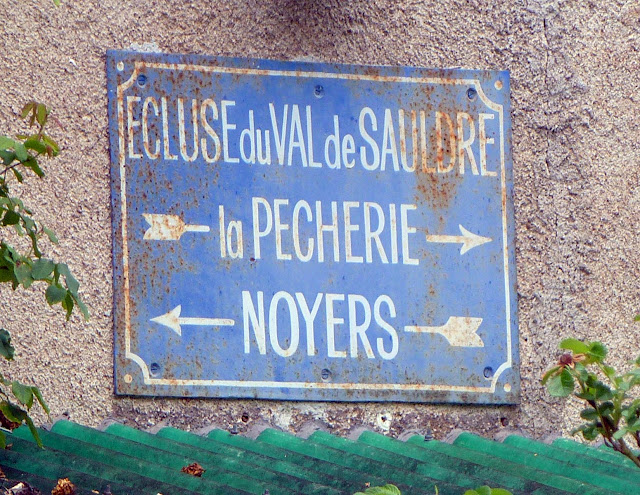 ECLUSE du VAL de SAULDRE
la PECHERIE
NOYERS